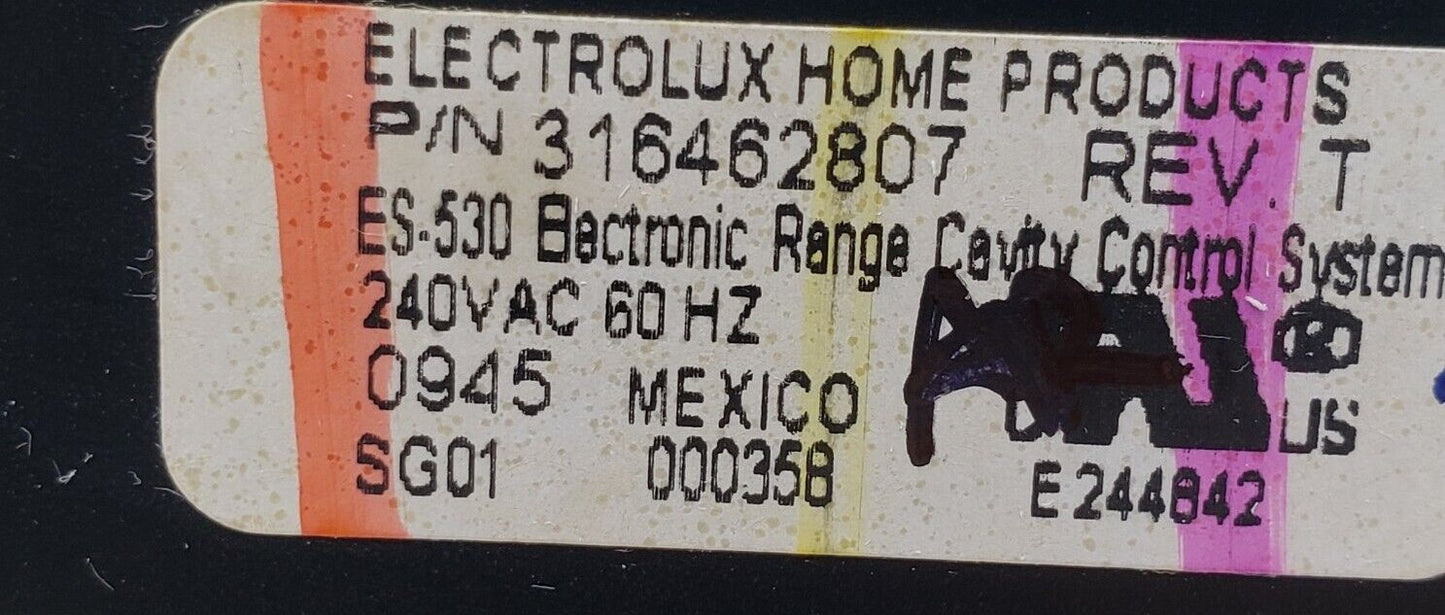 ELECTROLUX HOME PRODUCTS
P/N 316462807 REV. T
ES-530 Electronic Range Cavity Control System
240VAC 60 HZ
0945 MEXICO US
SG01 000358 E244842